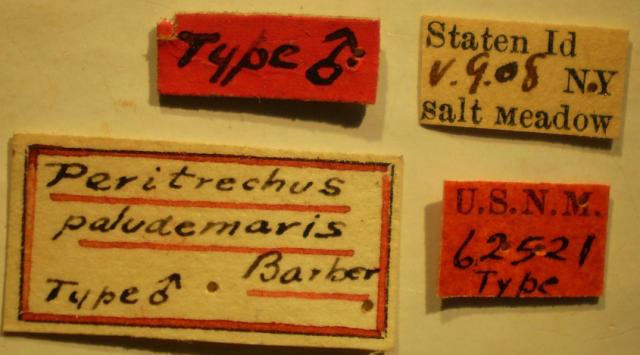 Type ♂
Staten Id
V.9.08 N.Y
Salt Meadow
Peritrechus
paludemaris
Barber
Type ♂
U.S.N.M.
62521
Type